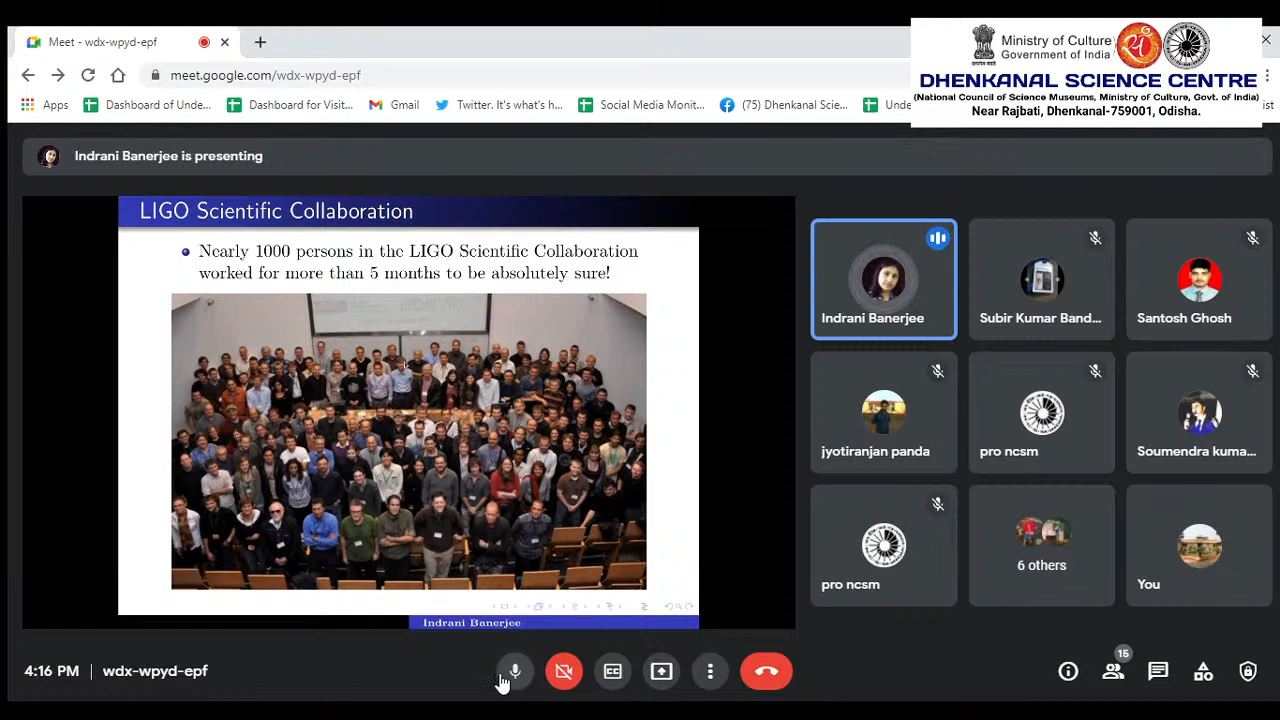 Meet - wdx-wpyd-epf
meet.google.com/wdx-wpyd-epf
Apps
Dashboard of Unde...
Dashboard for Visit...
Gmail
Twitter. It's what's h...
Social Media Monit...
(75) Dhenkanal Scie...
Ministry of Culture
Government of India
DHENKANAL SCIENCE CENTRE
(National Council of Science Museums, Ministry of Culture, Govt. of India)
Near Rajbati, Dhenkanal-759001, Odisha.
Indrani Banerjee is presenting
LIGO Scientific Collaboration
Nearly 1000 persons in the LIGO Scientific Collaboration
worked for more than 5 months to be absolutely sure!
Indrani Banerjee
Indrani Banerjee
Subir Kumar Band...
Santosh Ghosh
jyotiranjan panda
pro ncsm
Soumendra kuma...
pro ncsm
6 others
You
4:16 PM
wdx-wpyd-epf
CC
15